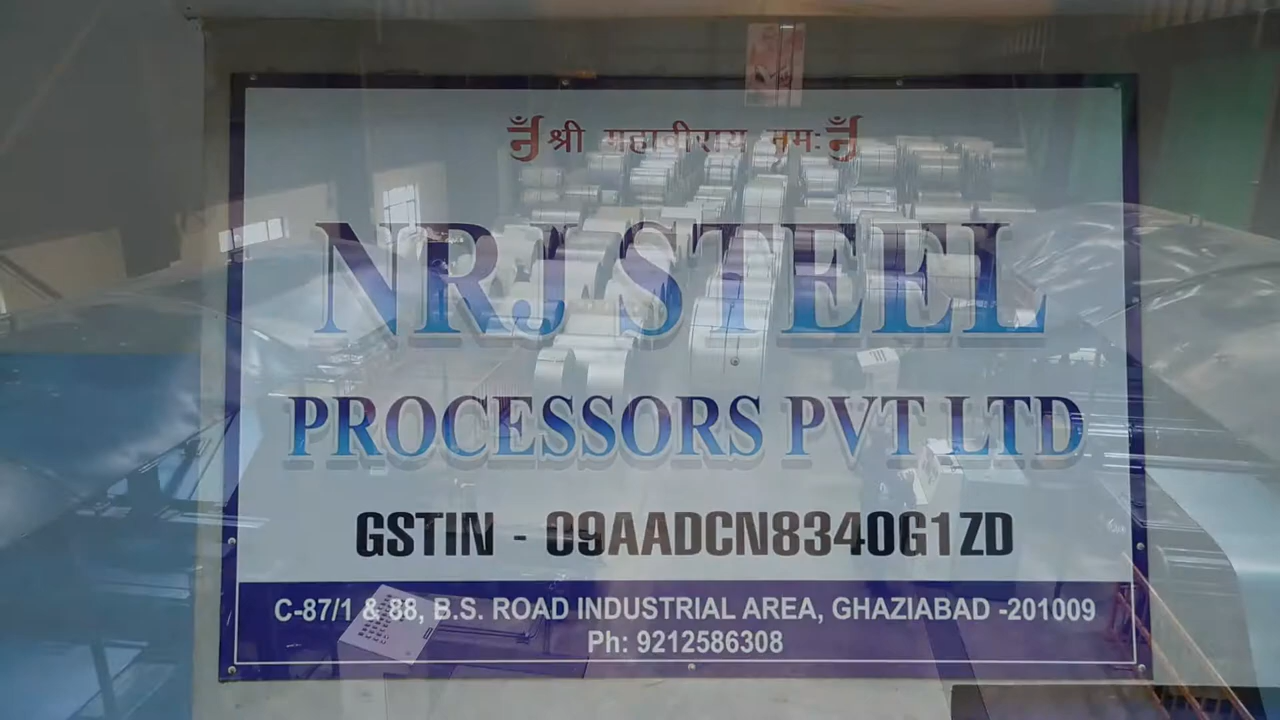 श्री महावीराय नमः
NRJ STEEL
PROCESSORS PVT LTD
GSTIN - 09AADCN8340G1ZD
C-87/1 & 88, B.S. ROAD INDUSTRIAL AREA, GHAZIABAD -201009
Ph: 9212586308